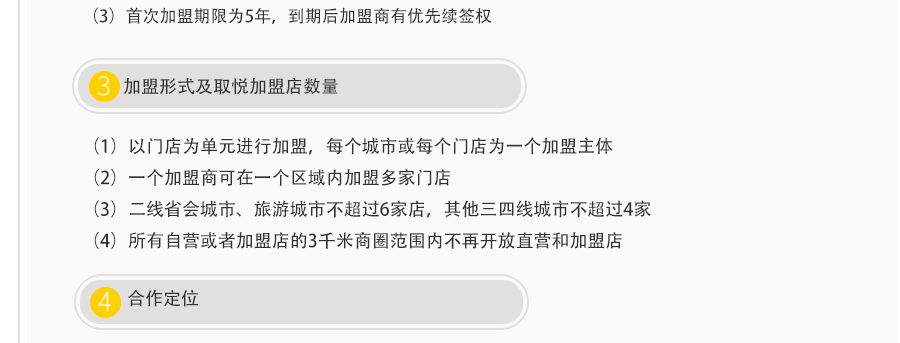 （3）首次加盟期限为5年，到期后加盟商有优先续签权
3 加盟形式及取悦加盟店数量
（1）以门店为单元进行加盟，每个城市或每个门店为一个加盟主体
（2）一个加盟商可在一个区域内加盟多家门店
（3）二线省会城市、旅游城市不超过6家店，其他三四线城市不超过4家
（4）所有自营或者加盟店的3千米商圈范围内不再开放直营和加盟店
4 合作定位